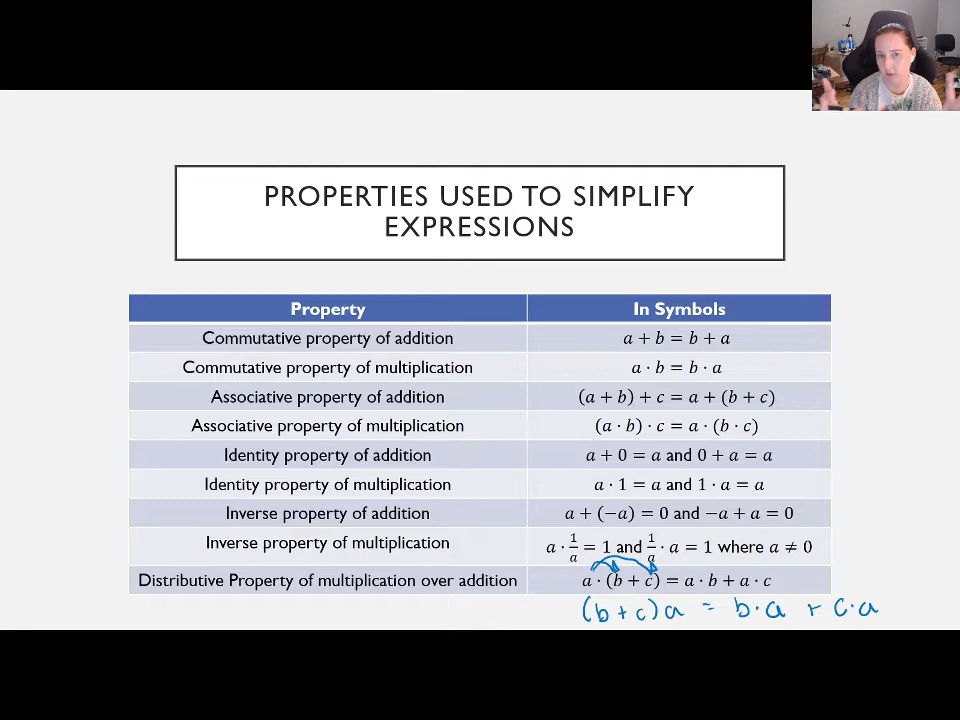 PROPERTIES USED TO SIMPLIFY
EXPRESSIONS
Property In Symbols
Commutative property of addition a + b = b + a
Commutative property of multiplication a · b = b · a
Associative property of addition (a + b) + c = a + (b + c)
Associative property of multiplication (a · b) · c = a · (b · c)
Identity property of addition a + 0 = a and 0 + a = a
Identity property of multiplication a · 1 = a and 1 · a = a
Inverse property of addition a + (−a) = 0 and −a + a = 0
Inverse property of multiplication a · 1/a = 1 and 1/a · a = 1 where a ≠ 0
Distributive Property of multiplication over addition a · (b + c) = a · b + a · c
(b + c) a = b · a + c · a